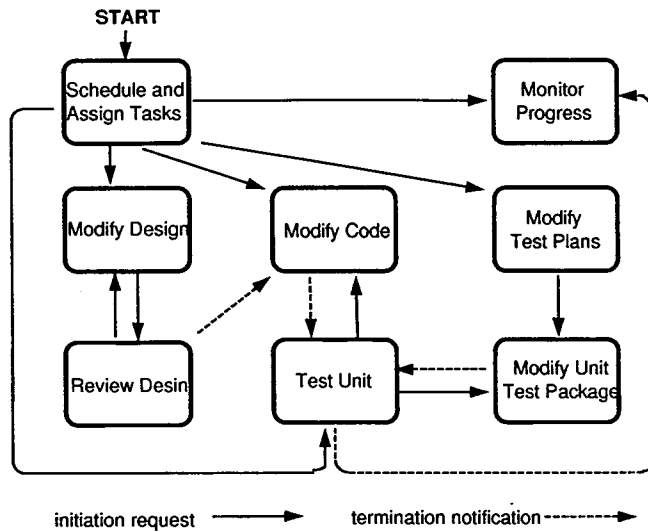 START
Schedule and
Assign Tasks
Monitor
Progress
Modify Design
Modify Code
Modify
Test Plans
Review Desin
Test Unit
Modify Unit
Test Package
initiation request
termination notification